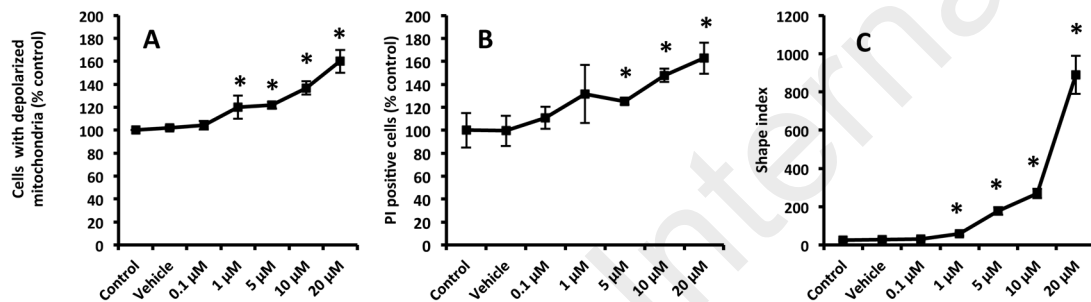 A
Cells with depolarized
mitochondria (% control)
200
180
160
140
120
100
80
60
40
20
0
*
*
*
*
Control
Vehicle
0.1 µM
1 µM
5 µM
10 µM
20 µM
B
PI positive cells (% control)
200
180
160
140
120
100
80
60
40
20
0
*
*
*
Control
Vehicle
0.1 µM
1 µM
5 µM
10 µM
20 µM
C
Shape index
1200
1000
800
600
400
200
0
*
*
*
*
Control
Vehicle
0.1 µM
1 µM
5 µM
10 µM
20 µM
Interna